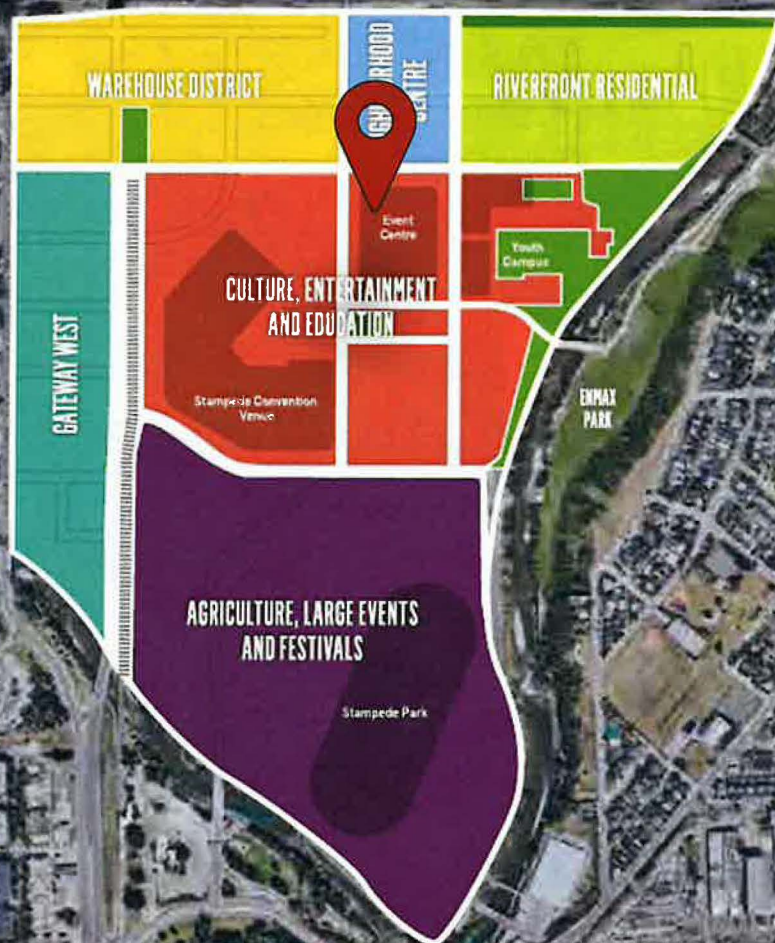 WAREHOUSE DISTRICT
CENTRE
RIVERFRONT RESIDENTIAL
Event
Centre
Youth
Campus
CULTURE, ENTERTAINMENT
AND EDUCATION
GATEWAY WEST
Stampede Convention
Venue
ENMAX
PARK
AGRICULTURE, LARGE EVENTS
AND FESTIVALS
Stampede Park